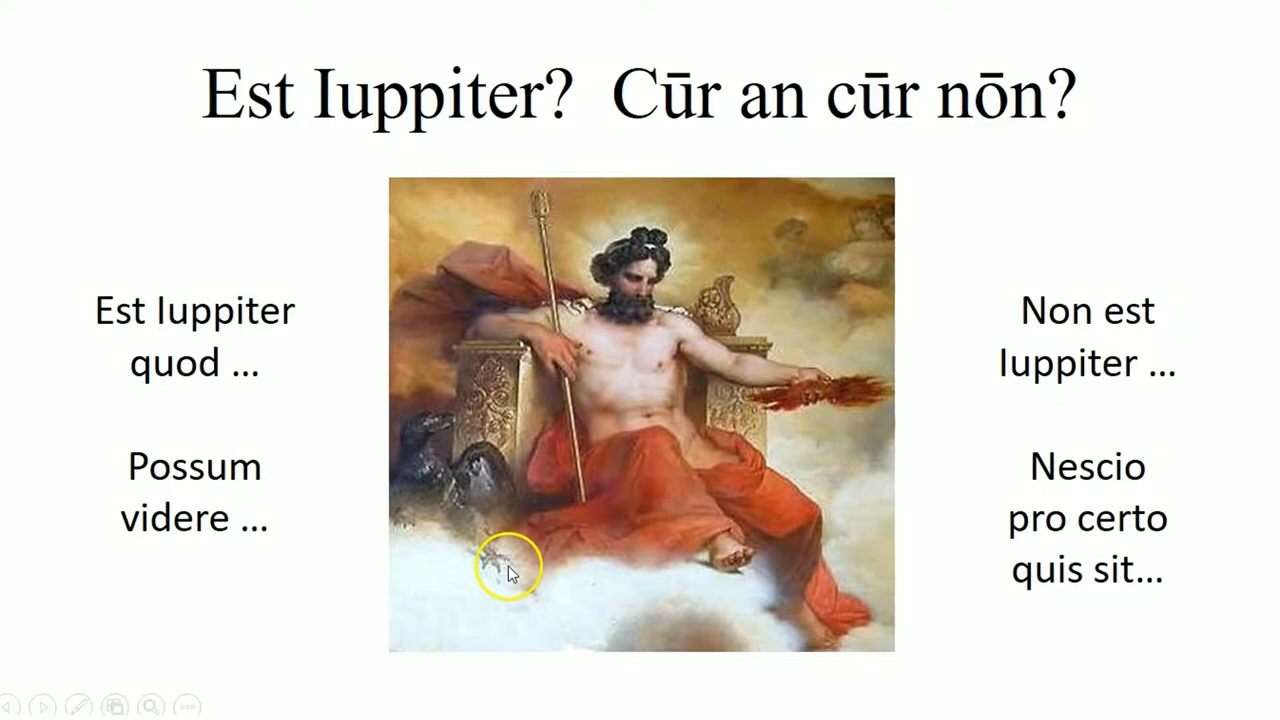 Est Iuppiter? Cūr an cūr nōn?
Est Iuppiter
quod ...
Possum
videre ...
Non est
Iuppiter ...
Nescio
pro certo
quis sit...